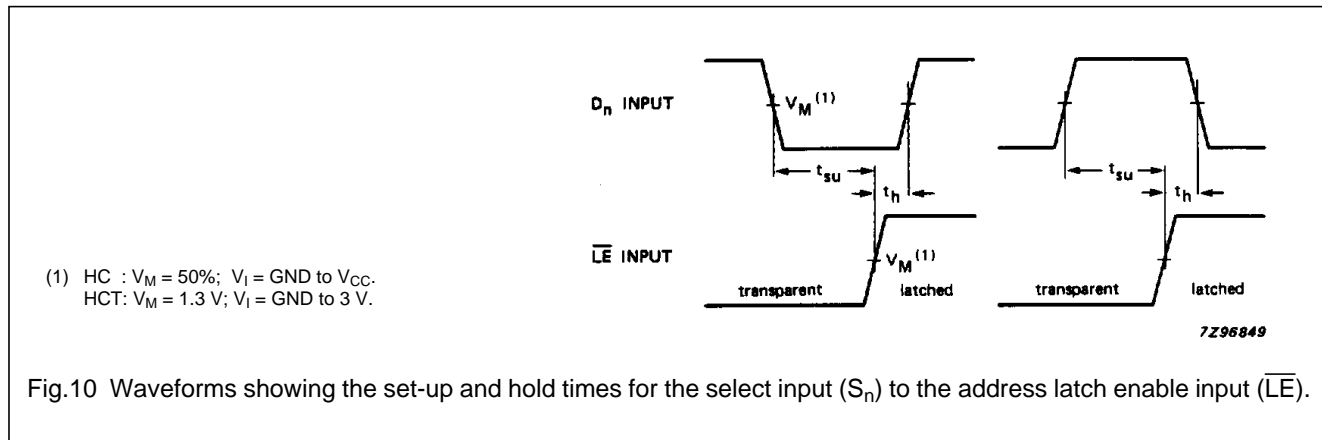 Dn INPUT
VM (1)
tsu
tsu
th
th
LE INPUT
VM (1)
transparent
latched
transparent
latched
7Z96849
(1) HC : VM = 50%; VI = GND to VCC.
HCT: VM = 1.3 V; VI = GND to 3 V.
Fig.10 Waveforms showing the set-up and hold times for the select input (Sn) to the address latch enable input (LE).